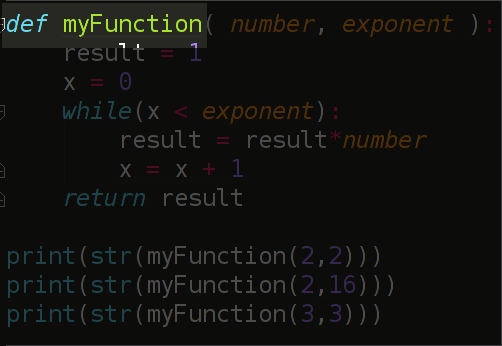 def myFunction( number, exponent ):
result = 1
x = 0
while(x < exponent):
result = result*number
x = x + 1
return result
print(str(myFunction(2,2)))
print(str(myFunction(2,16)))
print(str(myFunction(3,3)))